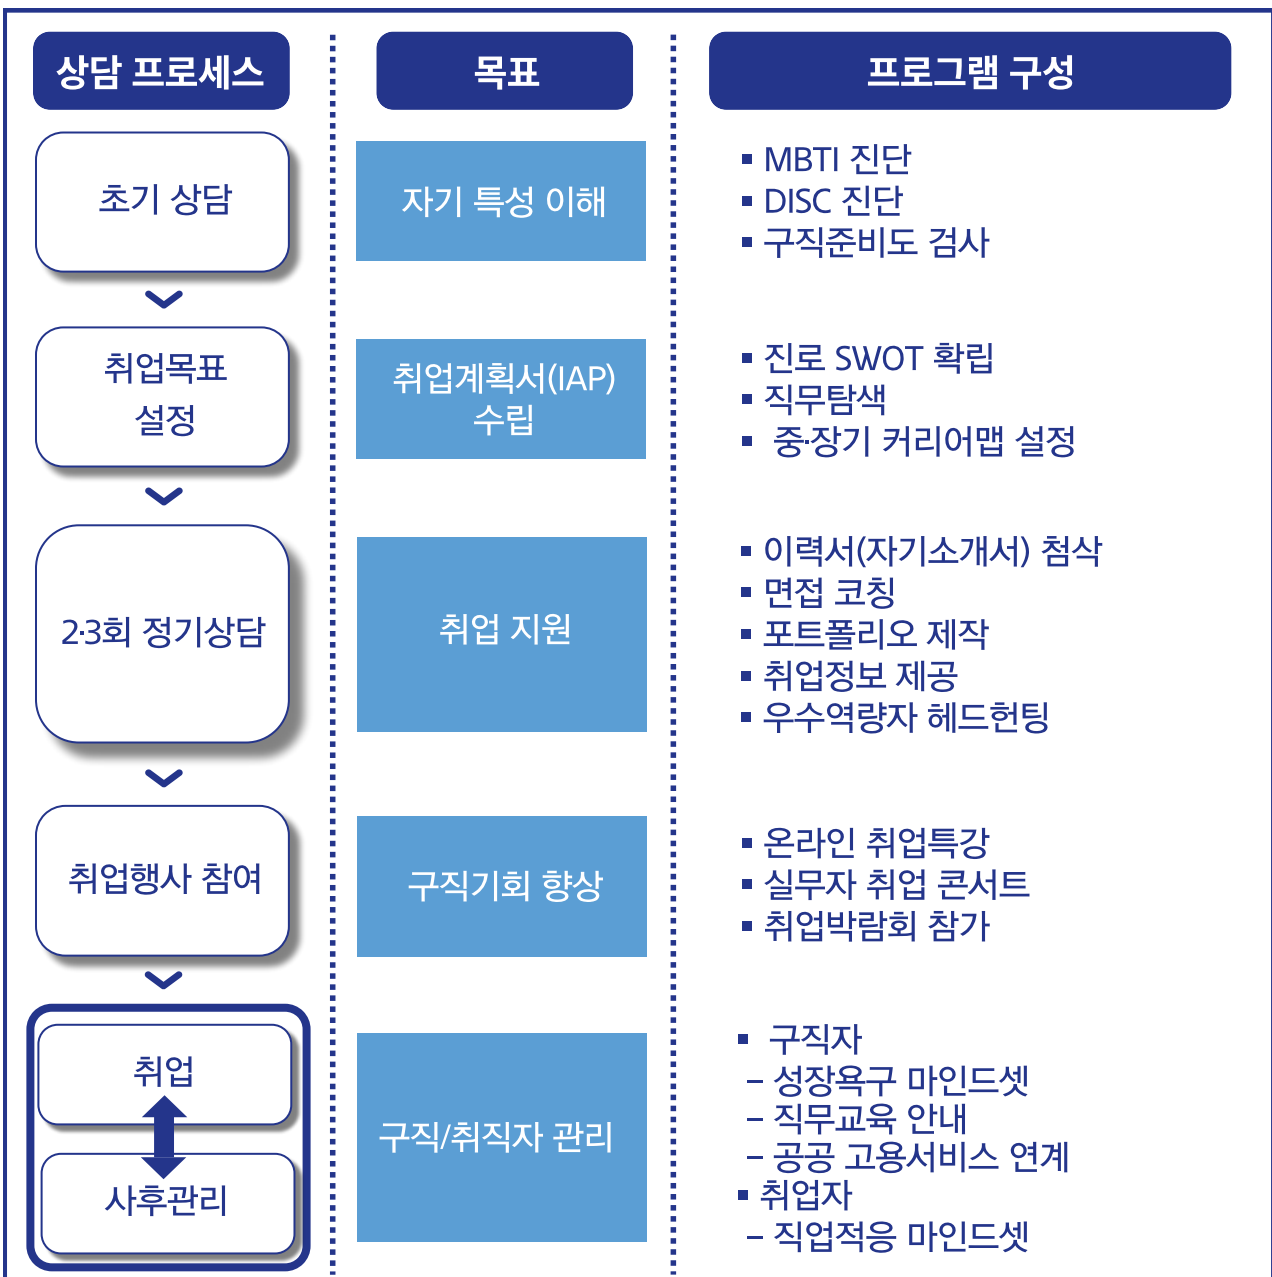 상담 프로세스
목표
프로그램 구성
초기 상담
자기 특성 이해
▪ MBTI 진단
▪ DISC 진단
▪ 구직준비도 검사
취업목표
설정
취업계획서(IAP)
수립
▪ 진로 SWOT 확립
▪ 직무탐색
▪ 중·장기 커리어맵 설정
2·3회 정기상담
취업 지원
▪ 이력서(자기소개서) 첨삭
▪ 면접 코칭
▪ 포트폴리오 제작
▪ 취업정보 제공
▪ 우수역량자 헤드헌팅
취업행사 참여
구직기회 향상
▪ 온라인 취업특강
▪ 실무자 취업 콘서트
▪ 취업박람회 참가
취업
사후관리
구직/취직자 관리
▪ 구직자
– 성장욕구 마인드셋
– 직무교육 안내
– 공공 고용서비스 연계
▪ 취업자
– 직업적응 마인드셋